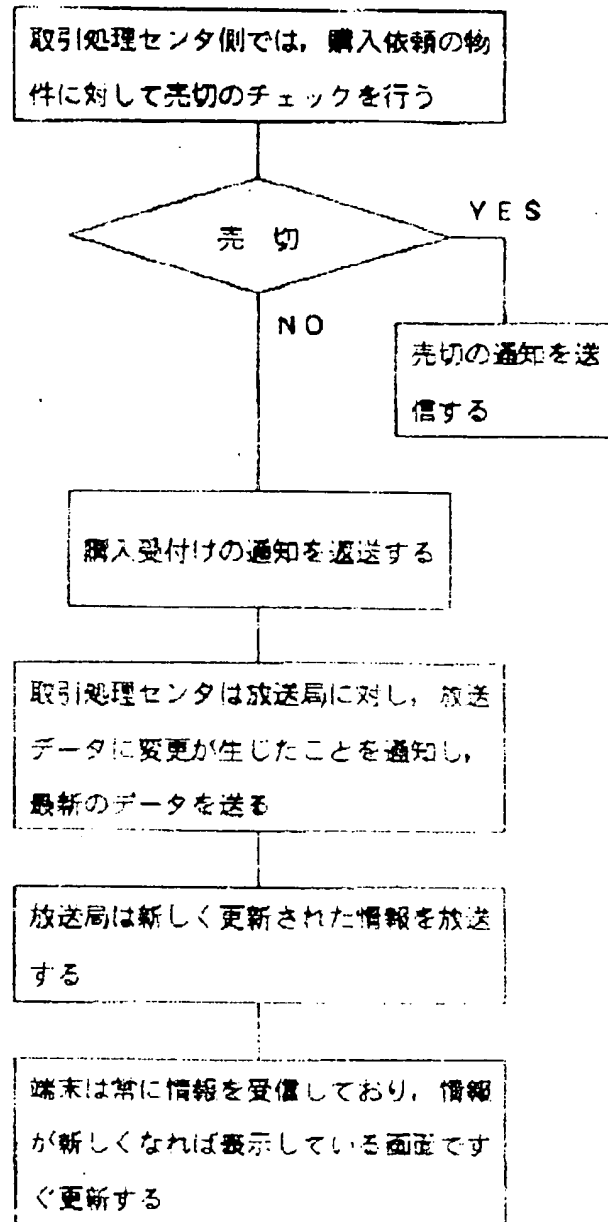 取引処理センタ側では，購入依頼の物
件に対して売切のチェックを行う
売 切
YES
NO
売切の通知を送
信する
購入受付けの通知を返送する
取引処理センタは放送局に対し，放送
データに変更が生じたことを通知し，
最新のデータを送る
放送局は新しく更新された情報を放送
する
端末は常に情報を受信しており，情報
が新しくなれば表示している画面です
ぐ更新する